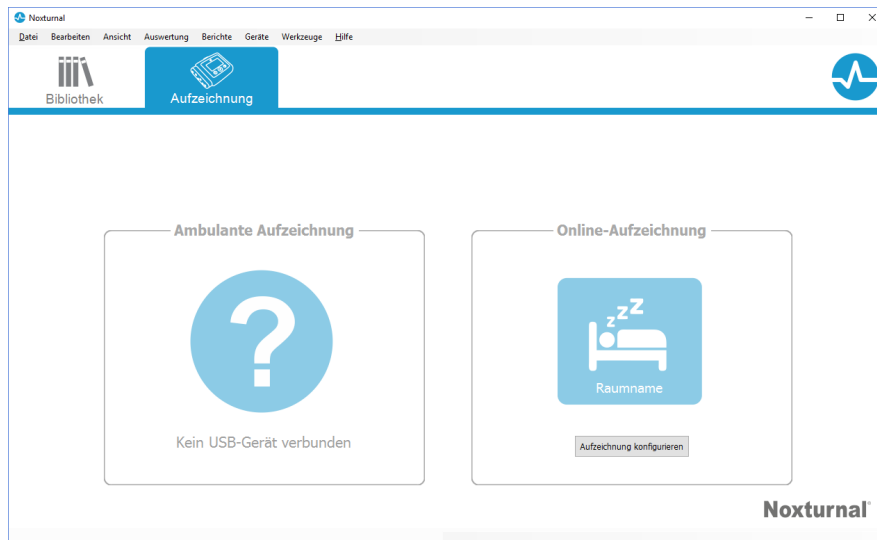 Noxturnal
Datei Bearbeiten Ansicht Auswertung Berichte Geräte Werkzeuge Hilfe
Bibliothek Aufzeichnung
Ambulante Aufzeichnung Online-Aufzeichnung
?
zzz
Raumname
Kein USB-Gerät verbunden
Aufzeichnung konfigurieren
Noxturnal®